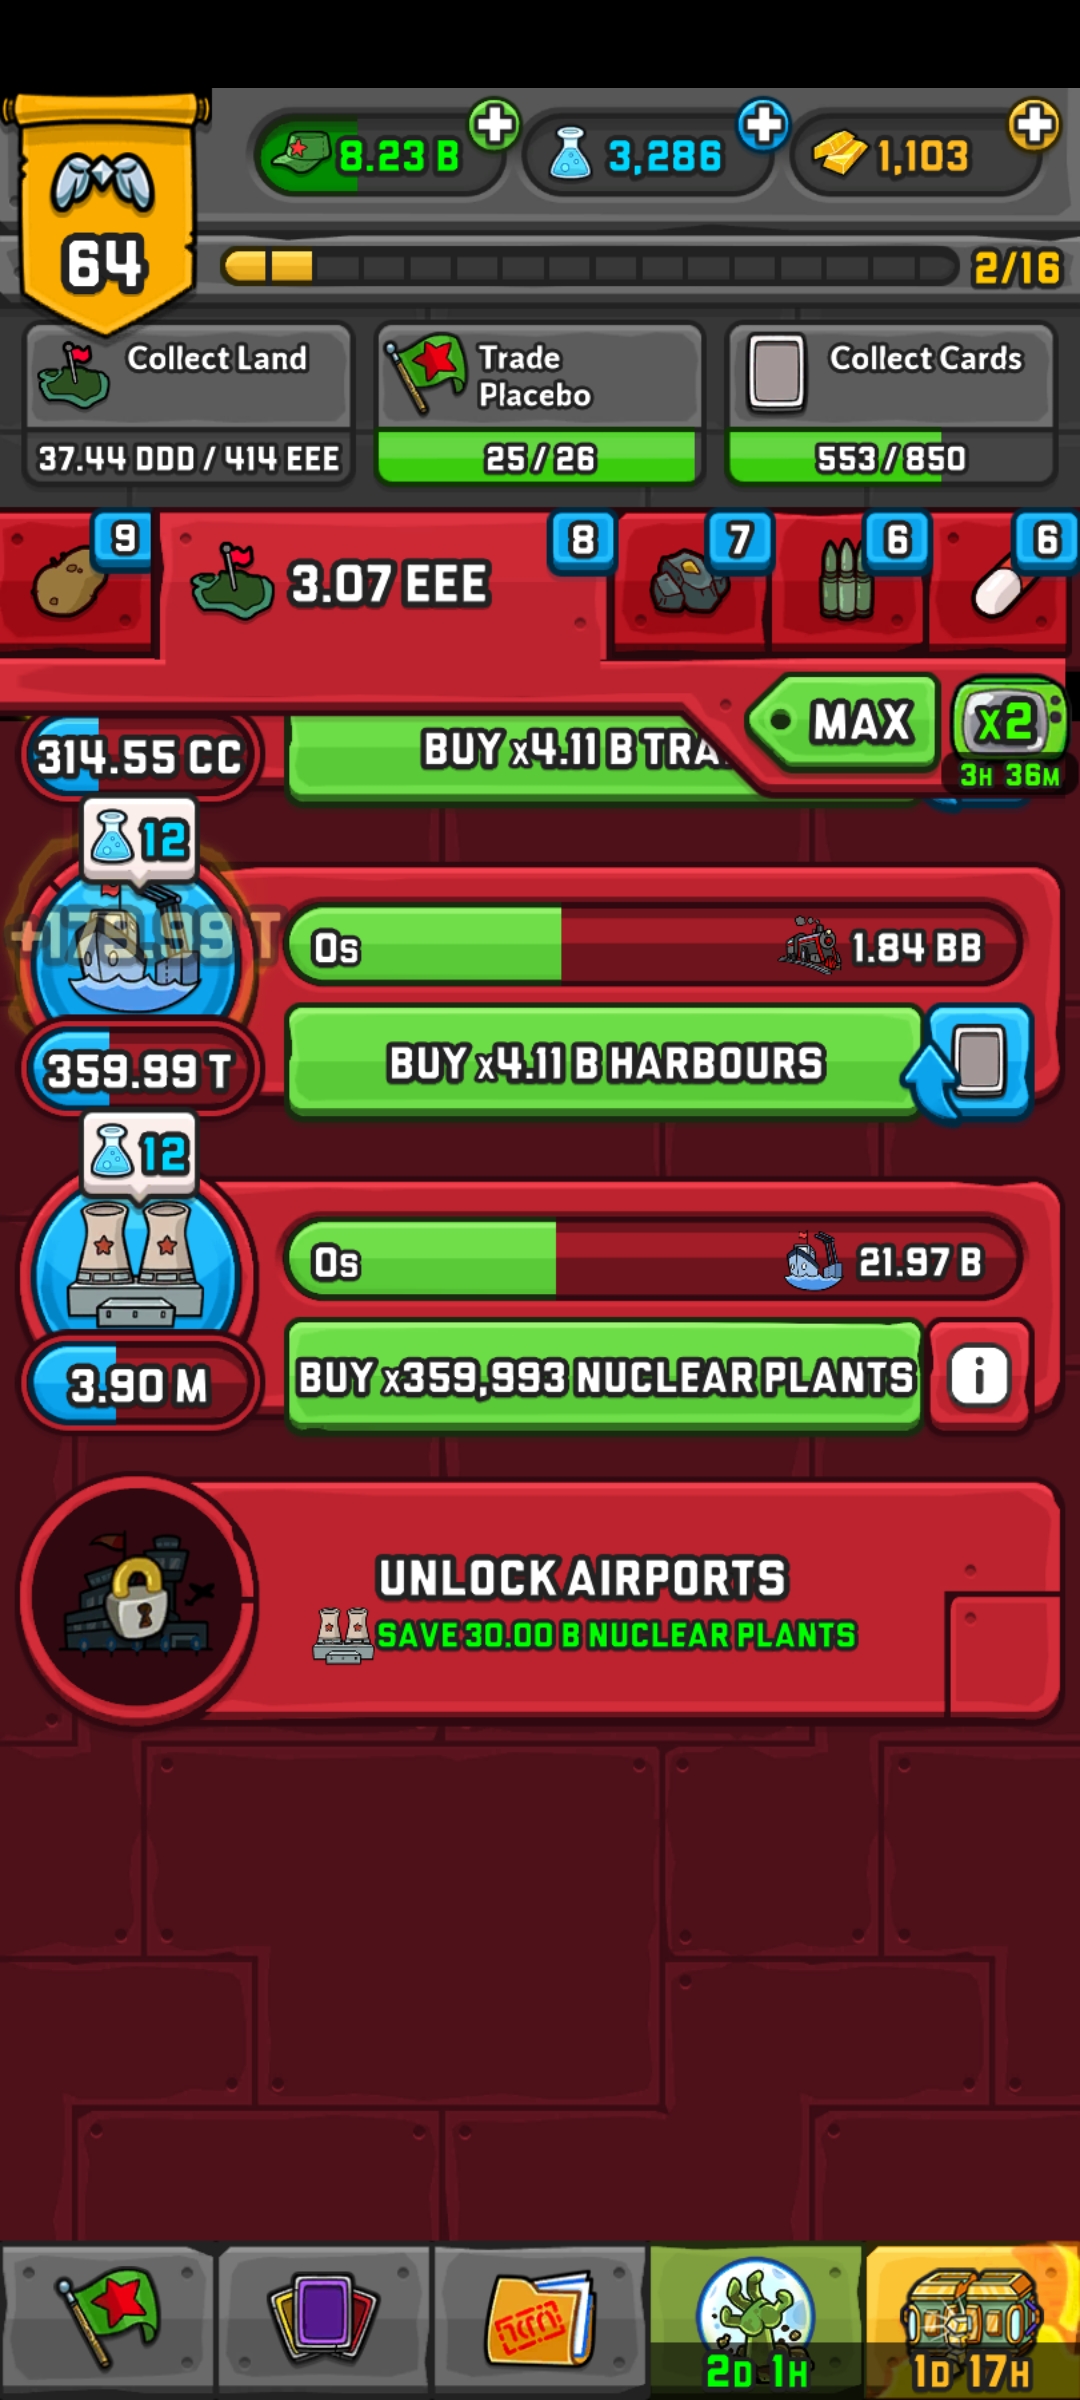 64
8.23 B
3,286
1,103
2/16
Collect Land
37.44 DDD / 414 EEE
Trade
Placebo
25 / 26
Collect Cards
553 / 850
9
3.07 EEE
8
7
6
6
MAX
x2
3H 36M
314.55 CC
BUY x4.11 B TRA
12
+179.99 T
0s
1.84 BB
359.99 T
BUY x4.11 B HARBOURS
12
0s
21.97 B
3.90 M
BUY x359,993 NUCLEAR PLANTS
i
UNLOCK AIRPORTS
SAVE 30.00 B NUCLEAR PLANTS
2D 1H
1D 17H